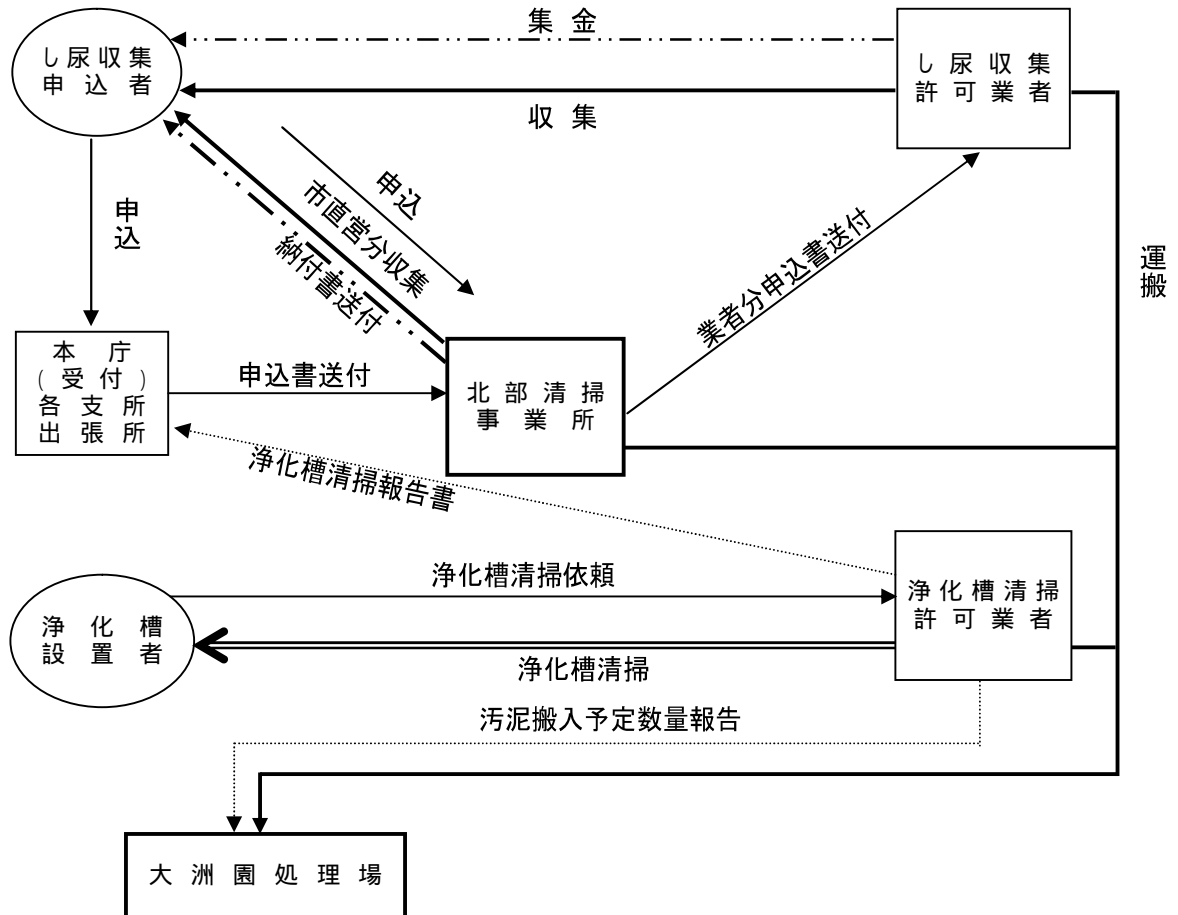 集 金
し尿収集
申 込 者
し 尿 収 集
許 可 業 者
収 集
申込
市直営分収集
納付書送付
申込
業者分申込書送付
運搬
本 庁
( 受 付 )
各 支 所
出 張 所
申込書送付
北 部 清 掃
事 業 所
浄化槽清掃報告書
浄化槽清掃依頼
浄 化 槽
設 置 者
浄 化 槽 清 掃
許 可 業 者
浄化槽清掃
汚泥搬入予定数量報告
大 洲 園 処 理 場